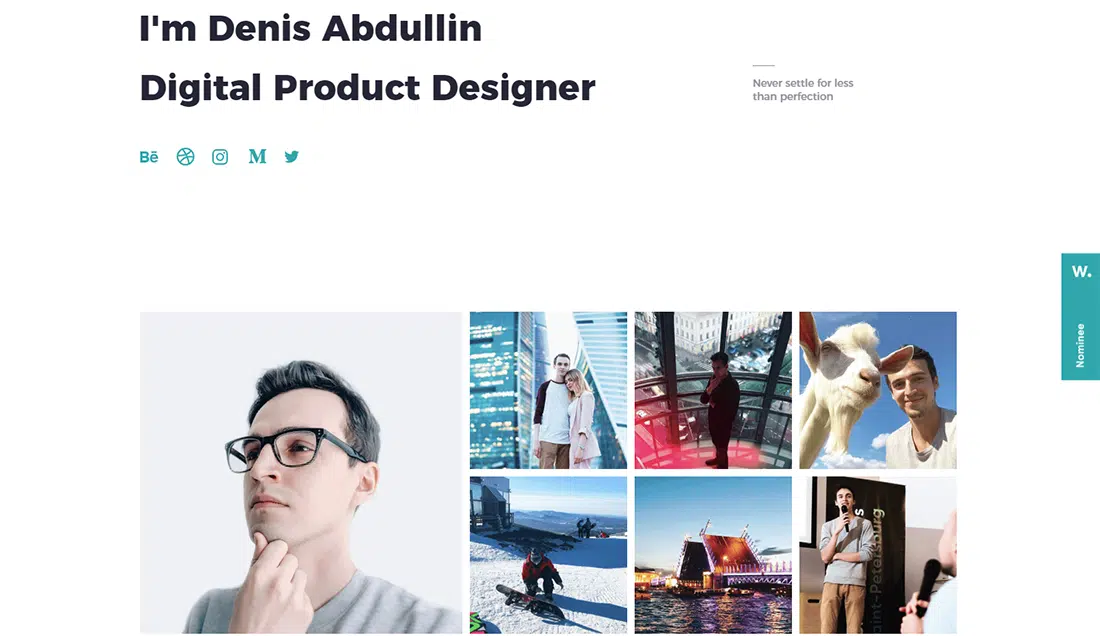 I'm Denis Abdullin
Digital Product Designer
Never settle for less
than perfection
Bē
M
W.
Nominee
aint-Petersburg